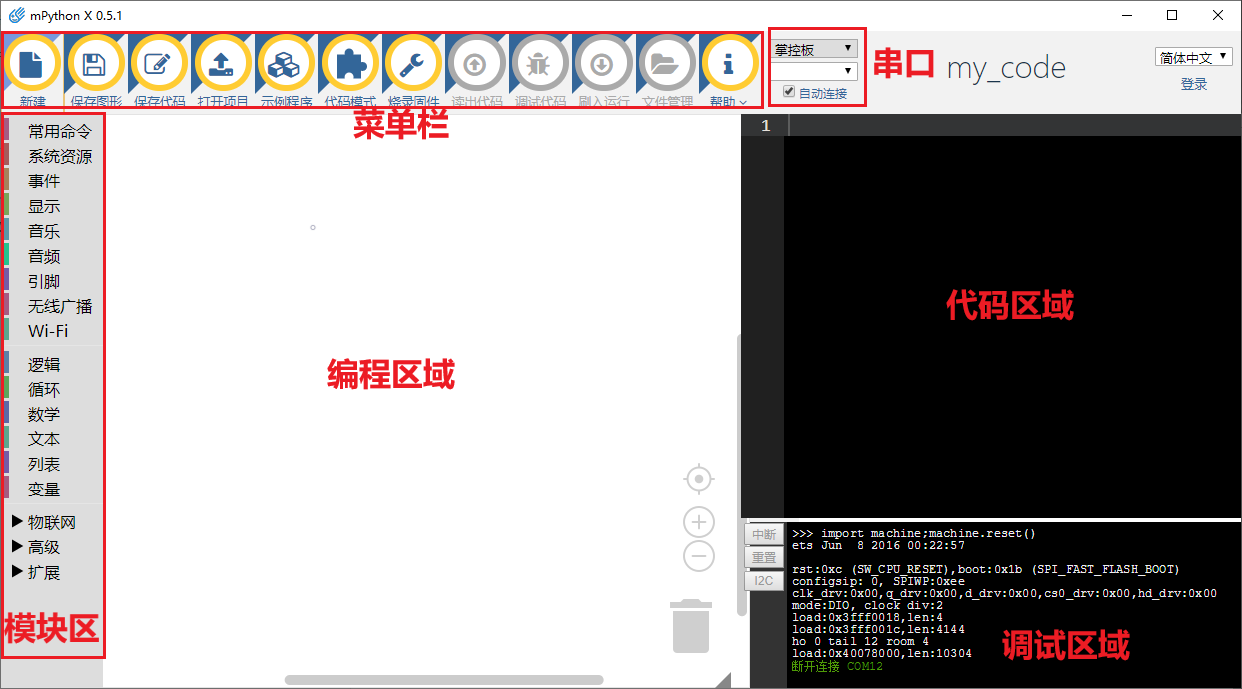 mPython X 0.5.1
新建 保存图形 保存代码 打开项目 示例程序 代码模式 烧录固件 读出代码 调试代码 刷入运行 文件管理 帮助
掌控板
自动连接
串口
my_code
简体中文
登录
菜单栏
常用命令
系统资源
事件
显示
音乐
音频
引脚
无线广播
Wi-Fi
逻辑
循环
数学
文本
列表
变量
物联网
高级
扩展
模块区
编程区域
1
代码区域
中断
重置
I2C
>>> import machine;machine.reset()
ets Jun  8 2016 00:22:57
rst:0xc (SW_CPU_RESET),boot:0x1b (SPI_FAST_FLASH_BOOT)
configsip: 0, SPIWP:0xee
clk_drv:0x00,q_drv:0x00,d_drv:0x00,cs0_drv:0x00,hd_drv:0x00
mode:DIO, clock div:2
load:0x3fff0018,len:4
load:0x3fff001c,len:4144
ho 0 tail 12 room 4
load:0x40078000,len:10304
断开连接 COM12
调试区域